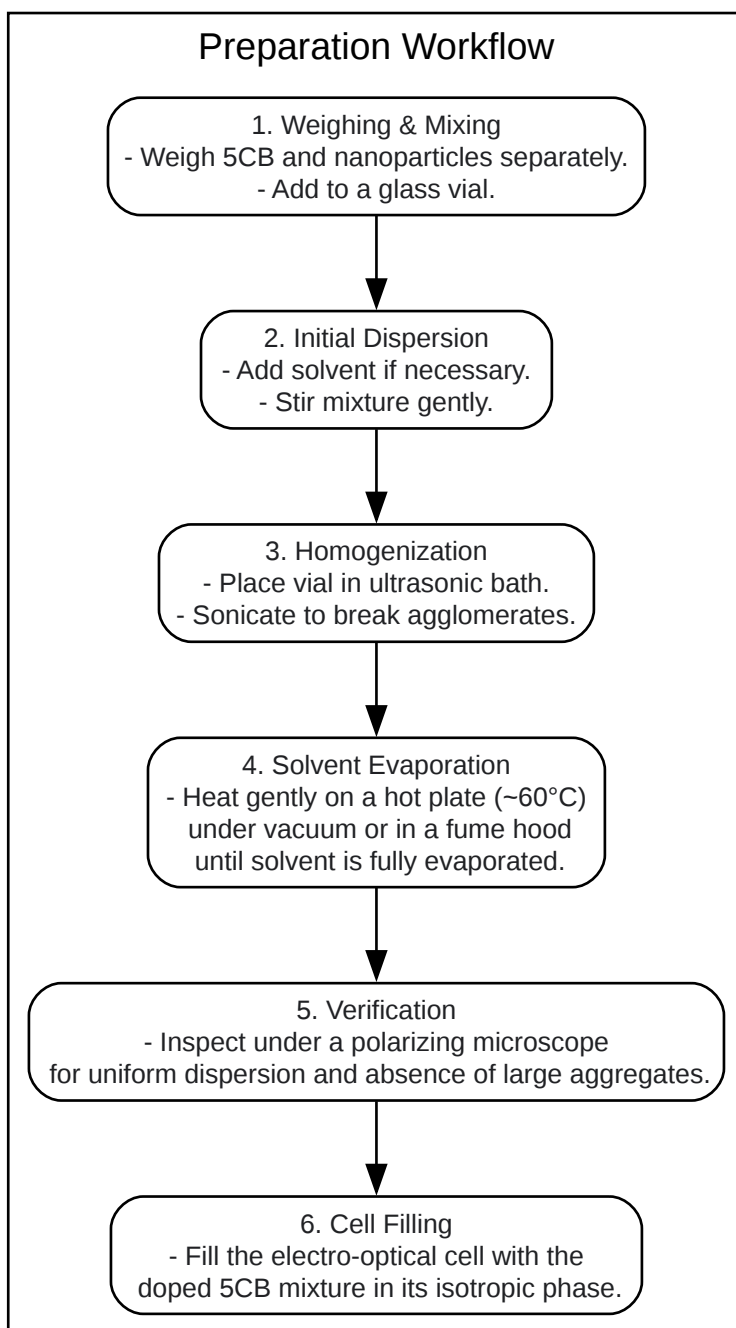 Preparation Workflow
1. Weighing & Mixing
- Weigh 5CB and nanoparticles separately.
- Add to a glass vial.
2. Initial Dispersion
- Add solvent if necessary.
- Stir mixture gently.
3. Homogenization
- Place vial in ultrasonic bath.
- Sonicate to break agglomerates.
4. Solvent Evaporation
- Heat gently on a hot plate (~60°C)
under vacuum or in a fume hood
until solvent is fully evaporated.
5. Verification
- Inspect under a polarizing microscope
for uniform dispersion and absence of large aggregates.
6. Cell Filling
- Fill the electro-optical cell with the
doped 5CB mixture in its isotropic phase.